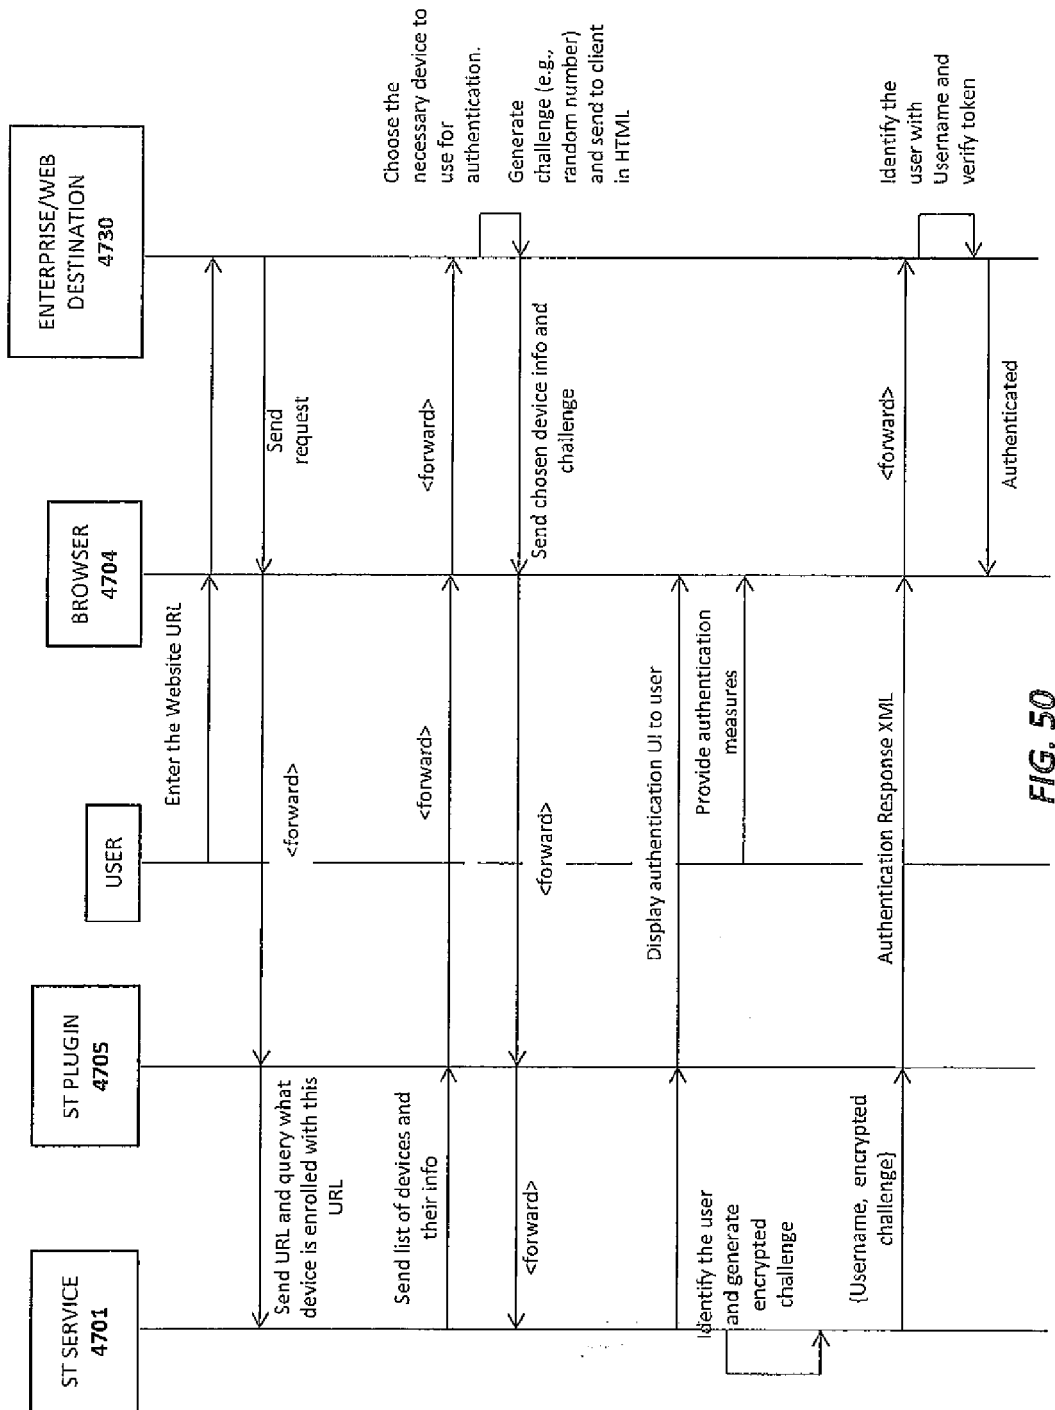 ST SERVICE
4701
ST PLUGIN
4705
USER
BROWSER
4704
ENTERPRISE/WEB
DESTINATION
4730
Enter the Website URL
Send
request
<forward>
Send URL and query what
device is enrolled with this
URL
Send list of devices and
their info
<forward>
<forward>
Choose the
necessary device to
use for
authentication.
Generate
challenge (e.g.,
random number)
and send to client
in HTML
Send chosen device info and
challenge
<forward>
<forward>
Display authentication UI to user
Provide authentication
measures
Identify the user
and generate
encrypted
challenge
{Username, encrypted
challenge}
Authentication Response XML
<forward>
Identify the
user with
Username and
verify token
Authenticated
FIG. 50